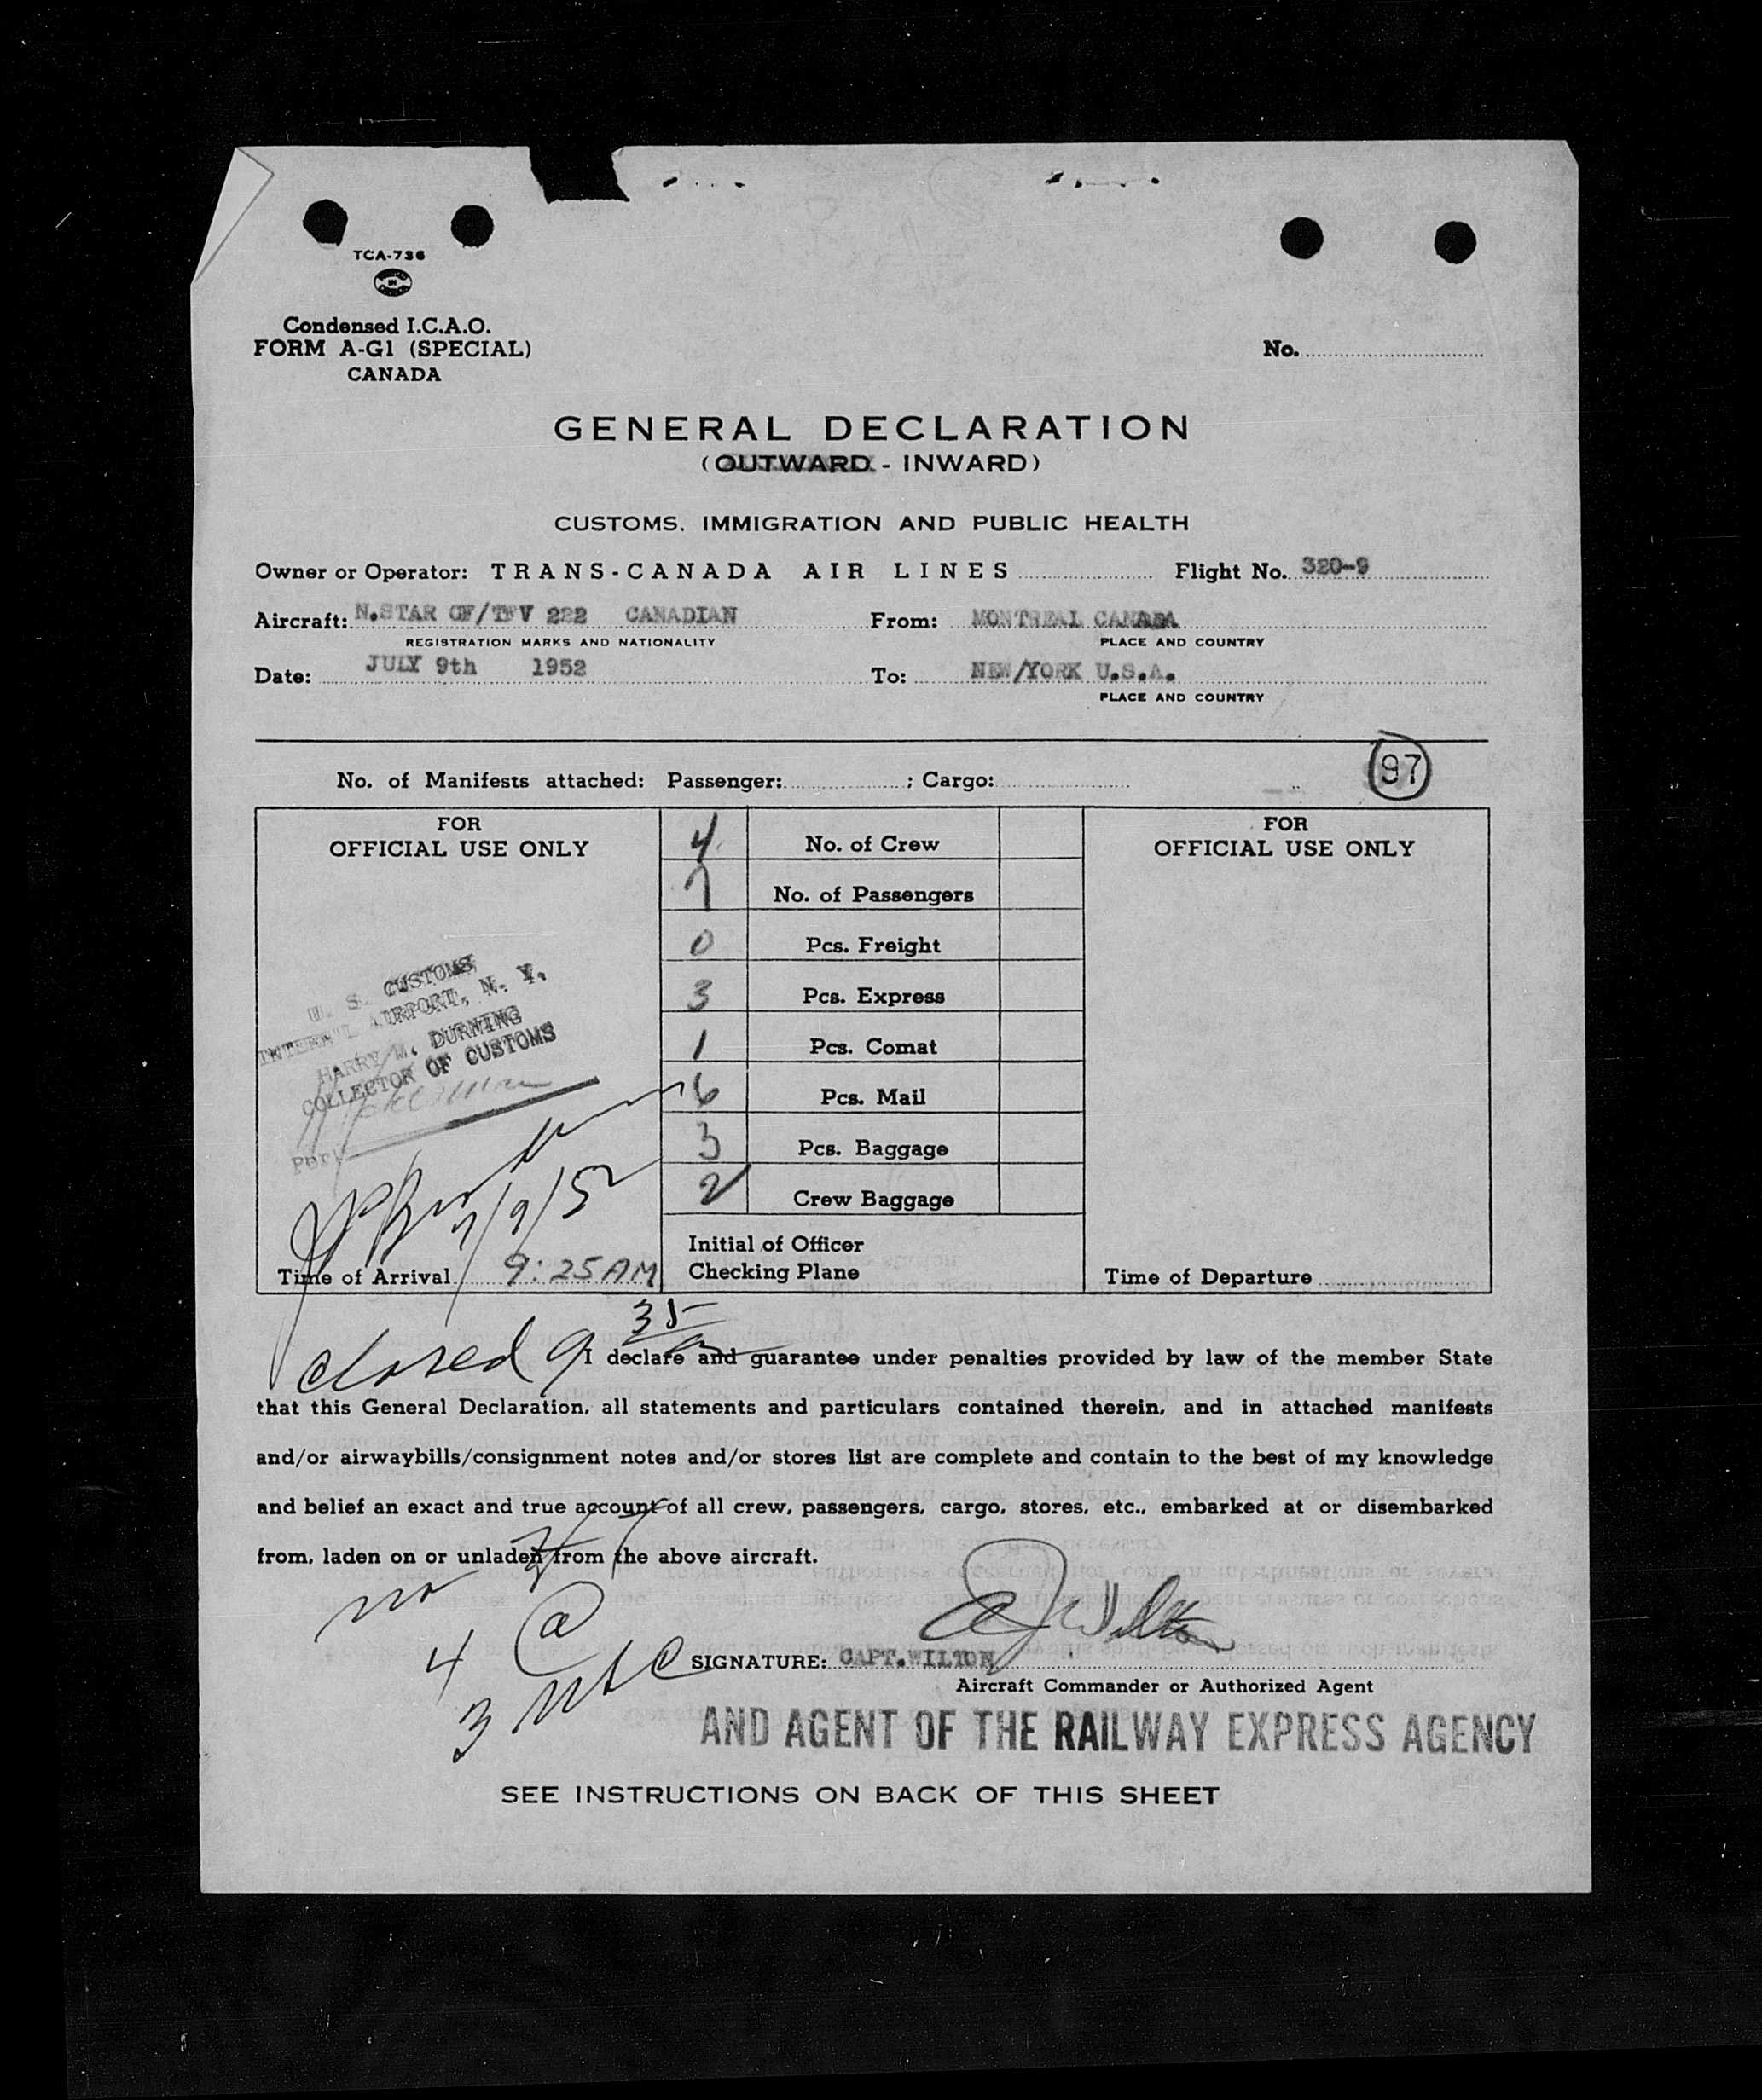 TCA-736
Condensed I.C.A.O.
FORM A-G1 (SPECIAL)
CANADA
No.
GENERAL DECLARATION
(OUTWARD - INWARD)
CUSTOMS, IMMIGRATION AND PUBLIC HEALTH
Owner or Operator: TRANS-CANADA AIR LINES Flight No. 320-9
Aircraft: N.STAR CF/TFV 222 CANADIAN From: MONTREAL CANADA
REGISTRATION MARKS AND NATIONALITY PLACE AND COUNTRY
Date: JULY 9th 1952 To: NEW/YORK U.S.A.
PLACE AND COUNTRY
97
No. of Manifests attached: Passenger: ; Cargo:
FOR
OFFICIAL USE ONLY
4 No. of Crew
7 No. of Passengers
0 Pcs. Freight
3 Pcs. Express
1 Pcs. Comat
6 Pcs. Mail
3 Pcs. Baggage
2 Crew Baggage
Initial of Officer
Checking Plane
FOR
OFFICIAL USE ONLY
U. S. CUSTOMS
INTERN'L AIRPORT, N. Y.
HARRY M. DURNING
COLLECTOR OF CUSTOMS
Per
7/9/52
Time of Arrival 9:25 AM
Time of Departure
closed 9 35
I declare and guarantee under penalties provided by law of the member State
that this General Declaration, all statements and particulars contained therein, and in attached manifests
and/or airwaybills/consignment notes and/or stores list are complete and contain to the best of my knowledge
and belief an exact and true account of all crew, passengers, cargo, stores, etc., embarked at or disembarked
from, laden on or unladen from the above aircraft.
no
4 @
3
SIGNATURE: CAPT.WILTON
Aircraft Commander or Authorized Agent
AND AGENT OF THE RAILWAY EXPRESS AGENCY
SEE INSTRUCTIONS ON BACK OF THIS SHEET